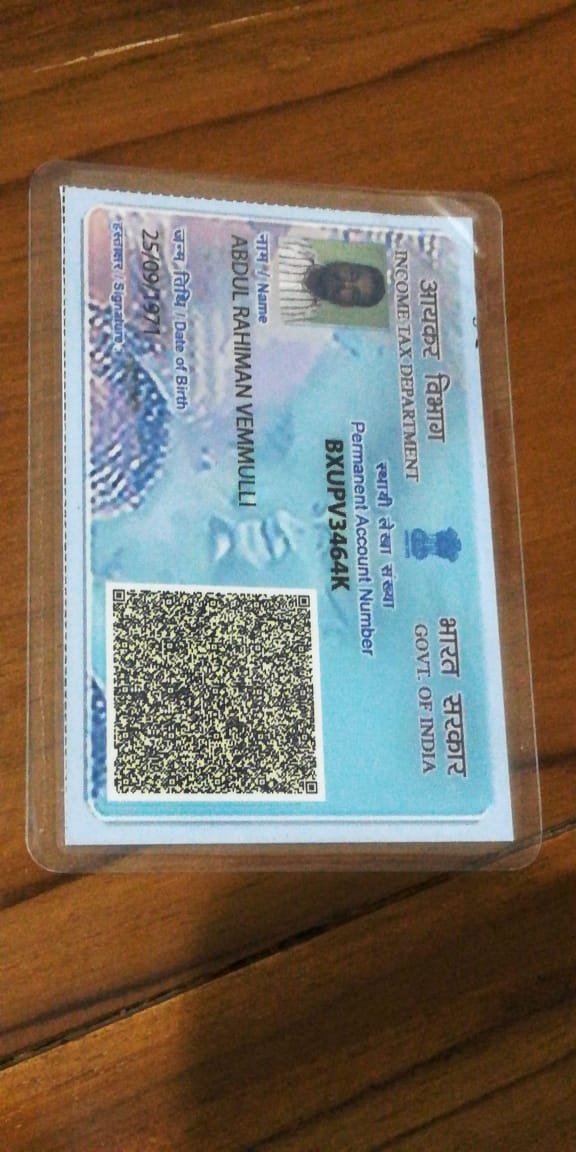 आयकर विभाग
INCOME TAX DEPARTMENT
भारत सरकार
GOVT. OF INDIA
स्थायी लेखा संख्या
Permanent Account Number
BXUPV3464K
नाम / Name
ABDUL RAHIMAN VEMMULLI
जन्म तिथि / Date of Birth
25/09/1971
हस्ताक्षर / Signature